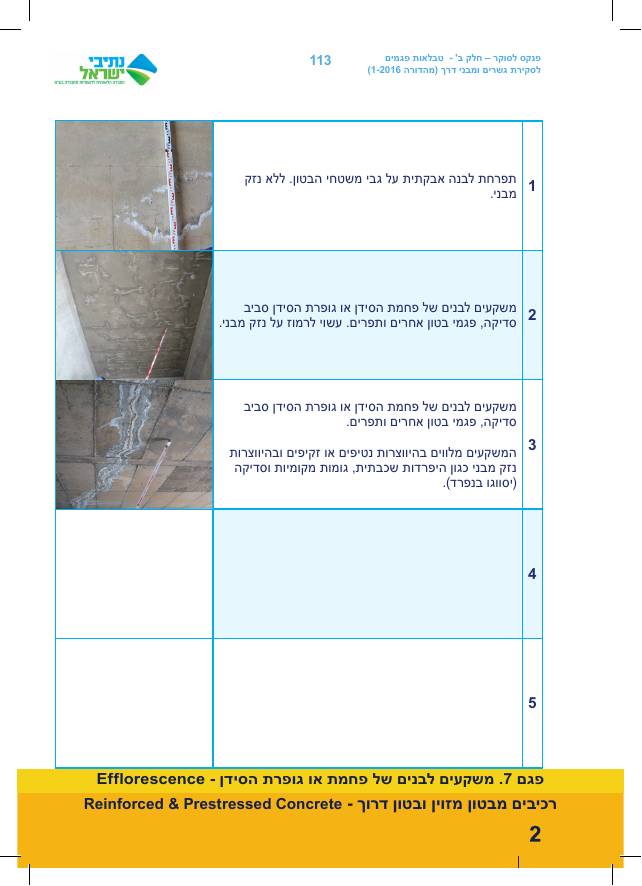 פנקס לסוקר – חלק ב' - טבלאות פגמים
לסקירת גשרים ומבני דרך (מהדורה 1-2016)
113
נתיבי
ישראל
1
תפרחת לבנה אבקתית על גבי משטחי הבטון. ללא נזק
מבני.
2
משקעים לבנים של פחמת הסידן או גופרת הסידן סביב
סדיקה, פגמי בטון אחרים ותפרים. עשוי לרמוז על נזק מבני.
3
משקעים לבנים של פחמת הסידן או גופרת הסידן סביב
סדיקה, פגמי בטון אחרים ותפרים.
המשקעים מלווים בהיווצרות נטיפים או זקיפים ובהיווצרות
נזק מבני כגון היפרדות שכבתית, גומות מקומיות וסדיקה
(יסווגו בנפרד).
4
5
פגם 7. משקעים לבנים של פחמת או גופרת הסידן - Efflorescence
רכיבים מבטון מזוין ובטון דרוך - Reinforced & Prestressed Concrete
2